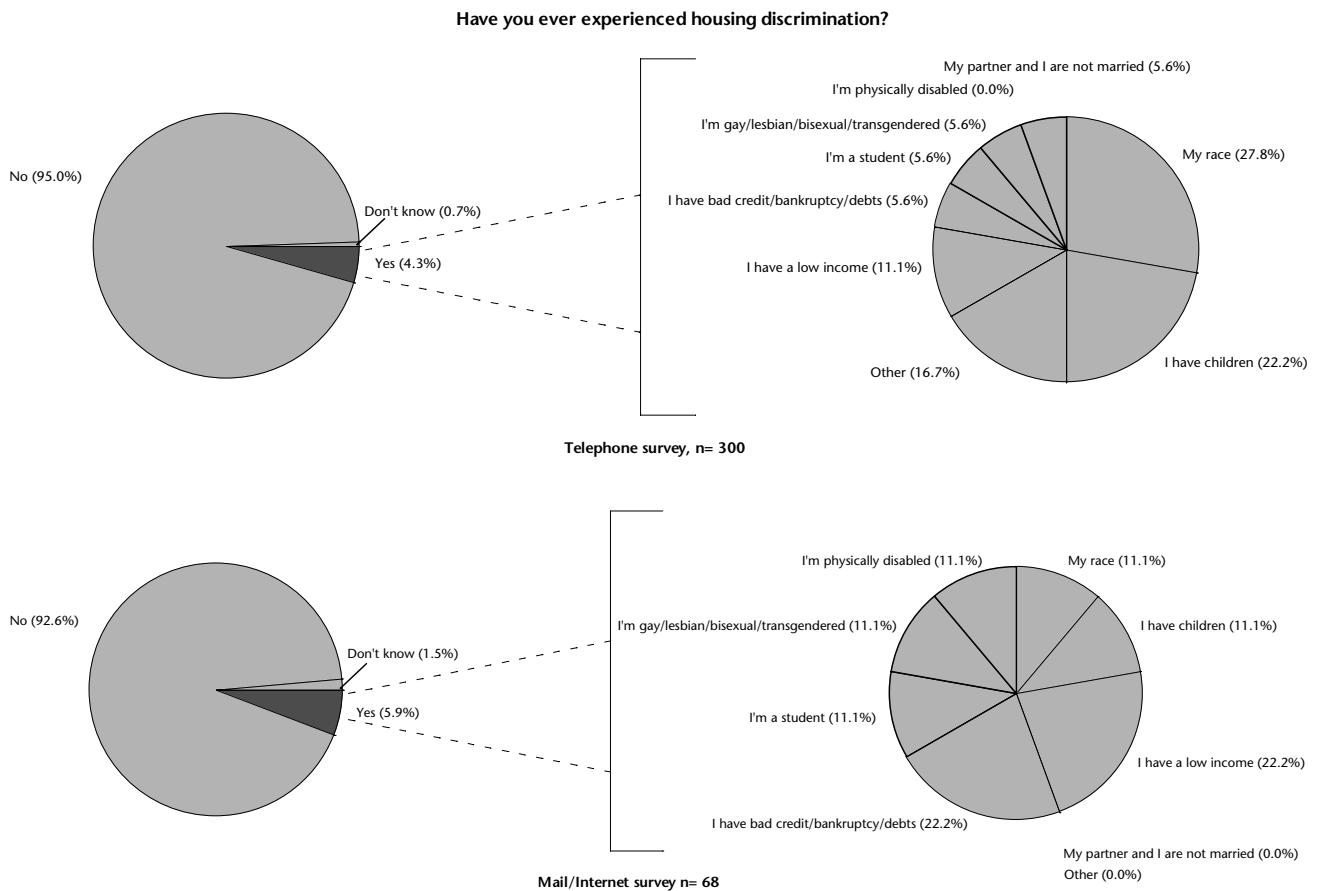 Have you ever experienced housing discrimination?
My partner and I are not married (5.6%)
I'm physically disabled (0.0%)
I'm gay/lesbian/bisexual/transgendered (5.6%)
My race (27.8%)
I'm a student (5.6%)
No (95.0%)
I have bad credit/bankruptcy/debts (5.6%)
Don't know (0.7%)
Yes (4.3%)
I have a low income (11.1%)
I have children (22.2%)
Other (16.7%)
Telephone survey, n= 300
I'm physically disabled (11.1%)
My race (11.1%)
No (92.6%)
I'm gay/lesbian/bisexual/transgendered (11.1%)
I have children (11.1%)
Don't know (1.5%)
Yes (5.9%)
I'm a student (11.1%)
I have a low income (22.2%)
I have bad credit/bankruptcy/debts (22.2%)
My partner and I are not married (0.0%)
Other (0.0%)
Mail/Internet survey n= 68